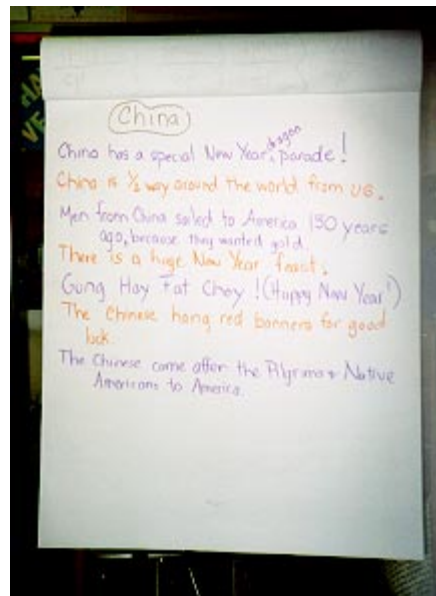 China
China has a special New Year, dragon parade!
China is ½ way around the world from US.
Men from China sailed to America 150 years
ago, because they wanted gold.
There is a huge New Year feast.
Gung Hay Fat Choy! (Happy New Year!)
The Chinese hang red banners for good
luck.
The Chinese came after the Pilgrims + Native
Americans to America.